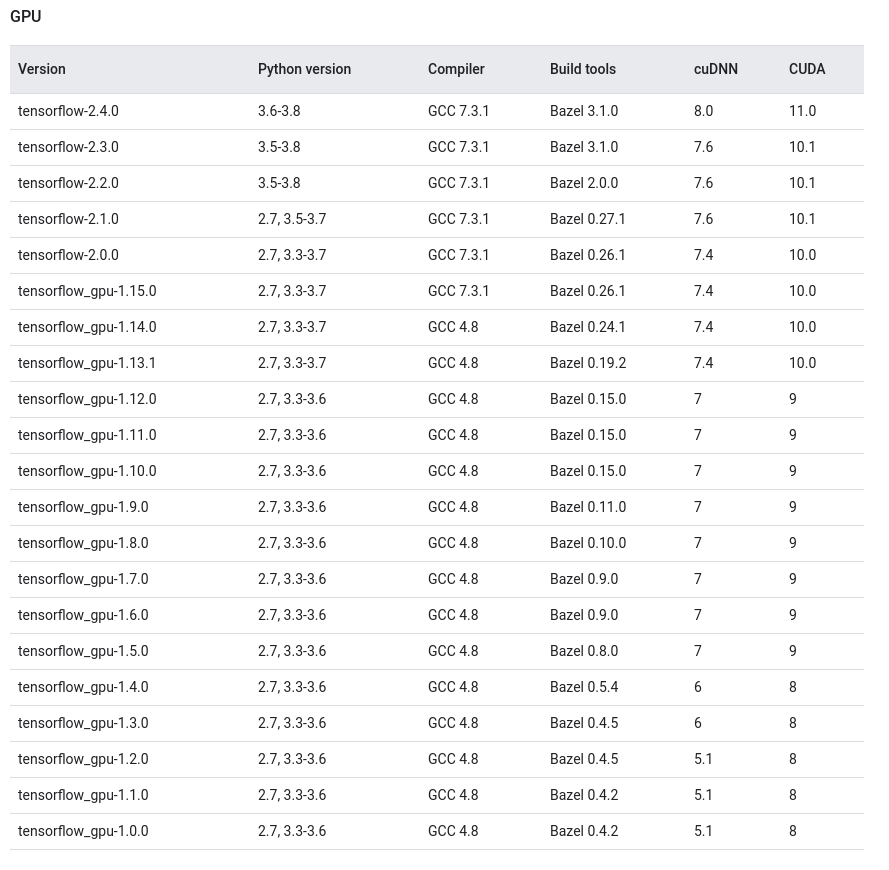 GPU
Version Python version Compiler Build tools cuDNN CUDA
tensorflow-2.4.0 3.6-3.8 GCC 7.3.1 Bazel 3.1.0 8.0 11.0
tensorflow-2.3.0 3.5-3.8 GCC 7.3.1 Bazel 3.1.0 7.6 10.1
tensorflow-2.2.0 3.5-3.8 GCC 7.3.1 Bazel 2.0.0 7.6 10.1
tensorflow-2.1.0 2.7, 3.5-3.7 GCC 7.3.1 Bazel 0.27.1 7.6 10.1
tensorflow-2.0.0 2.7, 3.3-3.7 GCC 7.3.1 Bazel 0.26.1 7.4 10.0
tensorflow_gpu-1.15.0 2.7, 3.3-3.7 GCC 7.3.1 Bazel 0.26.1 7.4 10.0
tensorflow_gpu-1.14.0 2.7, 3.3-3.7 GCC 4.8 Bazel 0.24.1 7.4 10.0
tensorflow_gpu-1.13.1 2.7, 3.3-3.7 GCC 4.8 Bazel 0.19.2 7.4 10.0
tensorflow_gpu-1.12.0 2.7, 3.3-3.6 GCC 4.8 Bazel 0.15.0 7 9
tensorflow_gpu-1.11.0 2.7, 3.3-3.6 GCC 4.8 Bazel 0.15.0 7 9
tensorflow_gpu-1.10.0 2.7, 3.3-3.6 GCC 4.8 Bazel 0.15.0 7 9
tensorflow_gpu-1.9.0 2.7, 3.3-3.6 GCC 4.8 Bazel 0.11.0 7 9
tensorflow_gpu-1.8.0 2.7, 3.3-3.6 GCC 4.8 Bazel 0.10.0 7 9
tensorflow_gpu-1.7.0 2.7, 3.3-3.6 GCC 4.8 Bazel 0.9.0 7 9
tensorflow_gpu-1.6.0 2.7, 3.3-3.6 GCC 4.8 Bazel 0.9.0 7 9
tensorflow_gpu-1.5.0 2.7, 3.3-3.6 GCC 4.8 Bazel 0.8.0 7 9
tensorflow_gpu-1.4.0 2.7, 3.3-3.6 GCC 4.8 Bazel 0.5.4 6 8
tensorflow_gpu-1.3.0 2.7, 3.3-3.6 GCC 4.8 Bazel 0.4.5 6 8
tensorflow_gpu-1.2.0 2.7, 3.3-3.6 GCC 4.8 Bazel 0.4.5 5.1 8
tensorflow_gpu-1.1.0 2.7, 3.3-3.6 GCC 4.8 Bazel 0.4.2 5.1 8
tensorflow_gpu-1.0.0 2.7, 3.3-3.6 GCC 4.8 Bazel 0.4.2 5.1 8